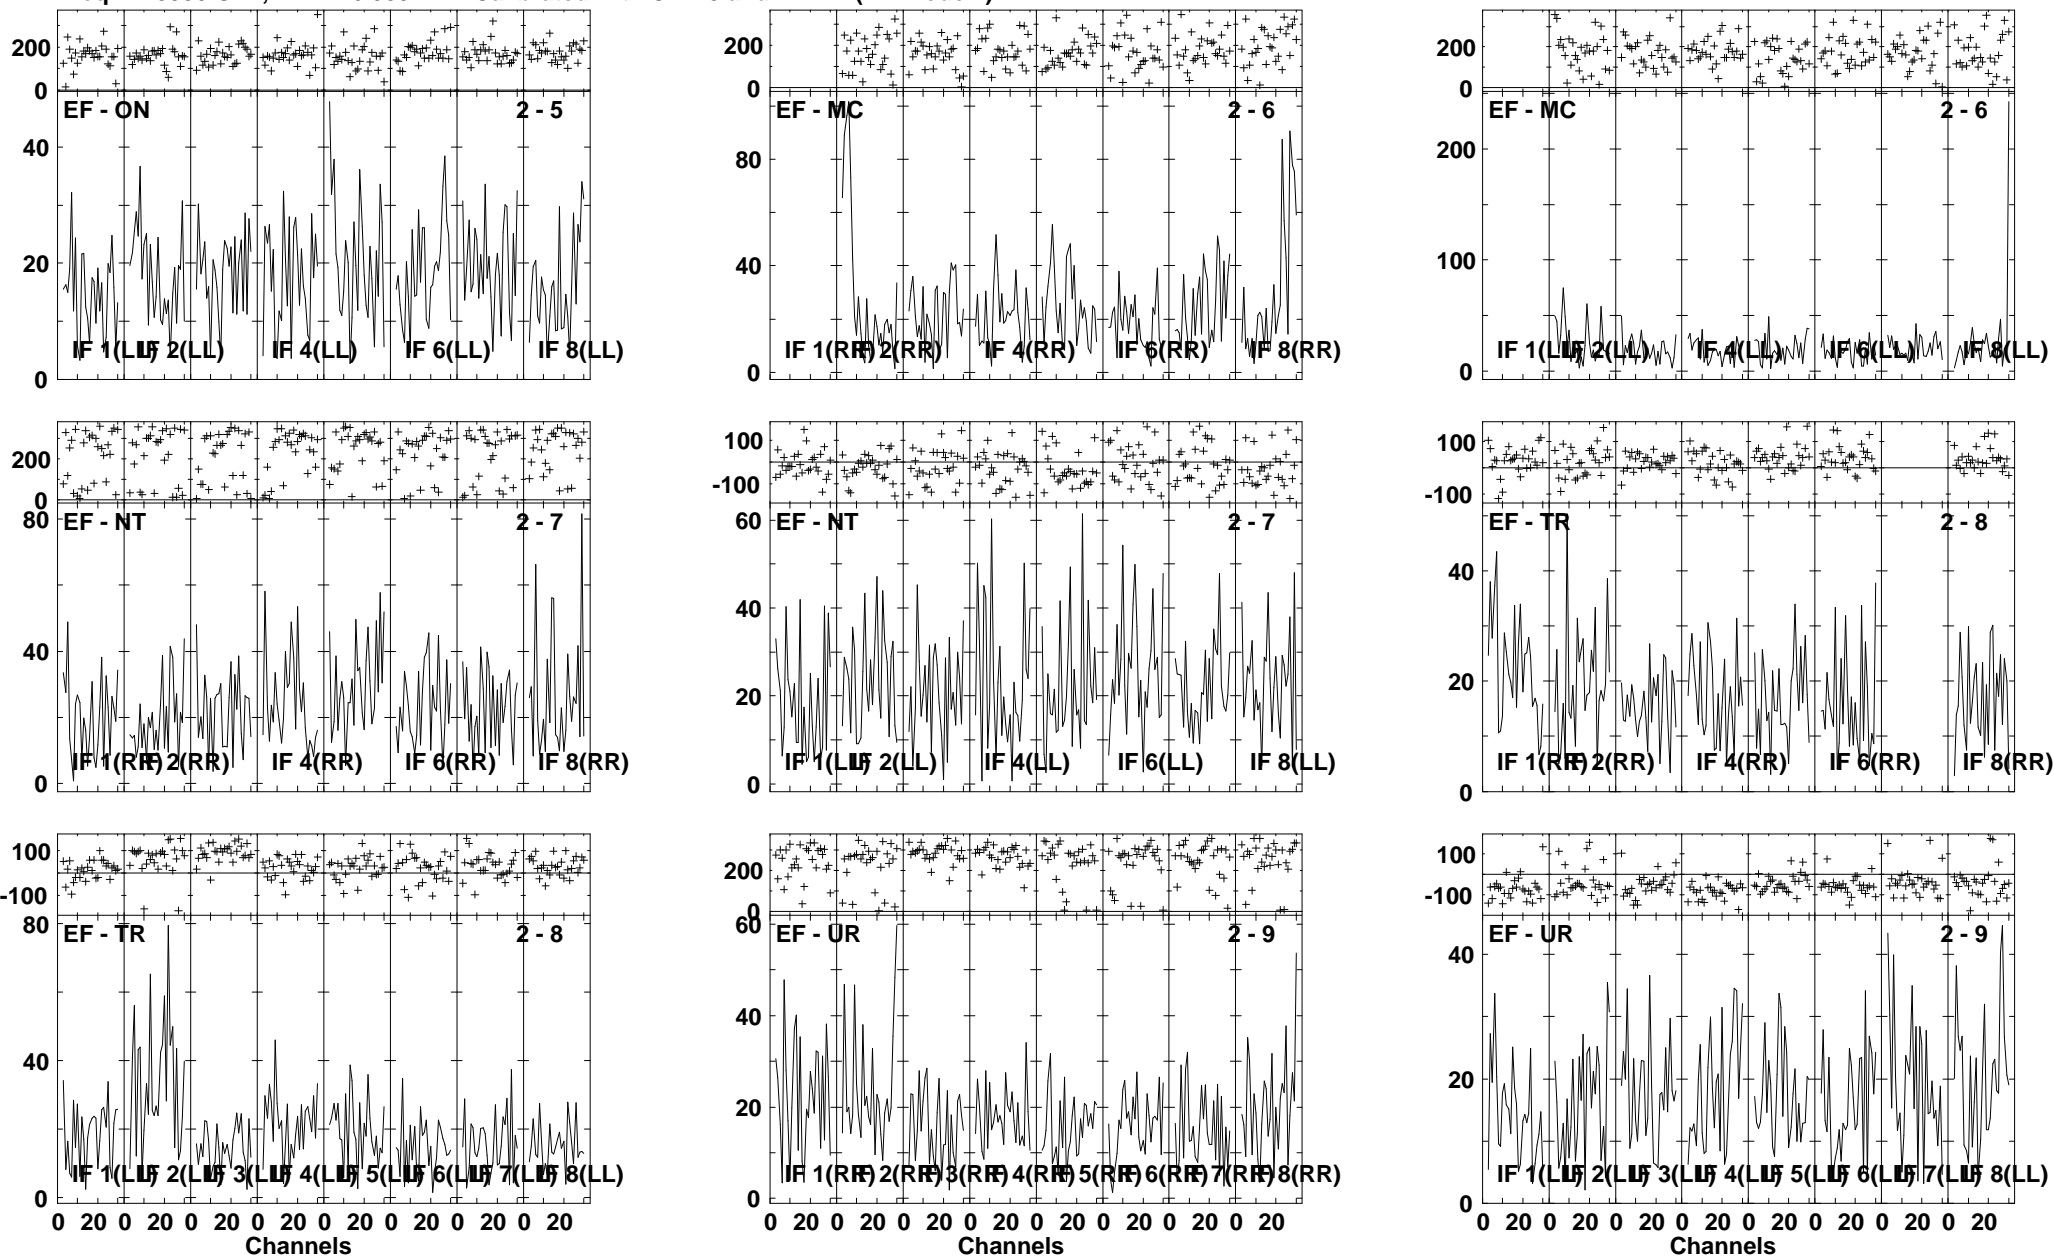 200
0
EF - ON 2 - 5
40
20
0
IF 1(LL) IF 2(LL) IF 4(LL) IF 6(LL) IF 8(LL)
200
0
EF - MC 2 - 6
80
40
0
IF 1(RR) IF 2(RR) IF 4(RR) IF 6(RR) IF 8(RR)
200
0
EF - MC 2 - 6
200
100
0
IF 1(LL) IF 2(LL) IF 4(LL) IF 6(LL) IF 8(LL)
200
0
EF - NT 2 - 7
80
40
0
IF 1(RR) IF 2(RR) IF 4(RR) IF 6(RR) IF 8(RR)
100
-100
EF - NT 2 - 7
60
40
20
0
IF 1(LL) IF 2(LL) IF 4(LL) IF 6(LL) IF 8(LL)
100
-100
EF - TR 2 - 8
40
20
0
IF 1(RR) IF 2(RR) IF 4(RR) IF 6(RR) IF 8(RR)
100
-100
EF - TR 2 - 8
80
40
0
IF 1(LL) IF 2(LL) IF 3(LL) IF 4(LL) IF 5(LL) IF 6(LL) IF 7(LL) IF 8(LL)
0 20 0 20 0 20 0 20 0 20 0 20 0 20 0 20
Channels
200
0
EF - UR 2 - 9
60
40
20
0
IF 1(RR) IF 2(RR) IF 3(RR) IF 4(RR) IF 5(RR) IF 6(RR) IF 7(RR) IF 8(RR)
0 20 0 20 0 20 0 20 0 20 0 20 0 20 0 20
Channels
100
-100
EF - UR 2 - 9
40
20
0
IF 1(LL) IF 2(LL) IF 3(LL) IF 4(LL) IF 5(LL) IF 6(LL) IF 7(LL) IF 8(LL)
0 20 0 20 0 20 0 20 0 20 0 20 0 20 0 20
Channels